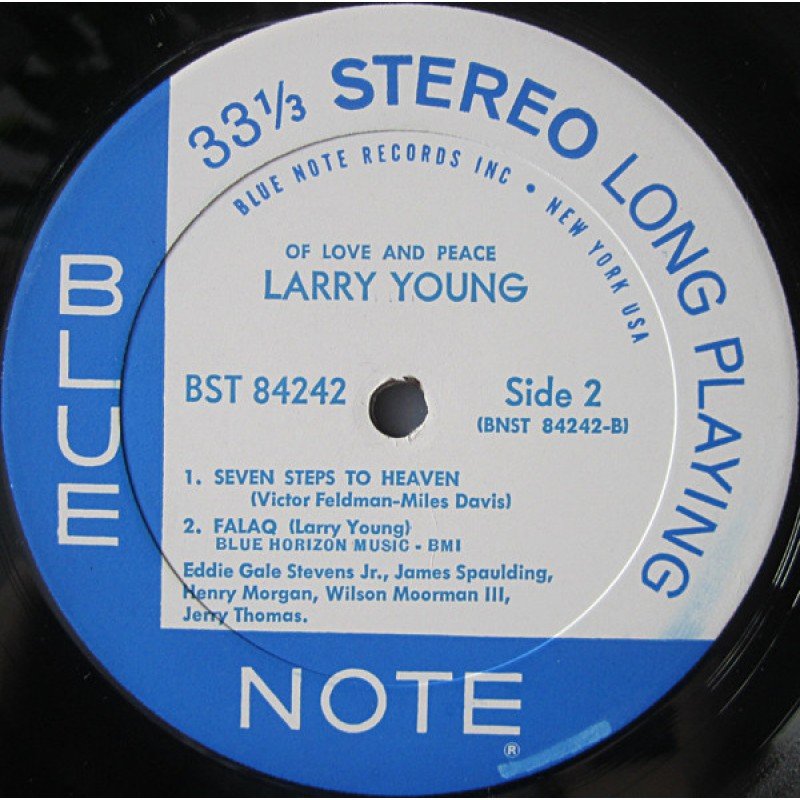 33⅓ STEREO LONG PLAYING
BLUE NOTE RECORDS INC • NEW YORK USA
OF LOVE AND PEACE
LARRY YOUNG
BST 84242
Side 2
(BNST 84242-B)
1. SEVEN STEPS TO HEAVEN
(Victor Feldman-Miles Davis)
2. FALAQ (Larry Young)
BLUE HORIZON MUSIC - BMI
Eddie Gale Stevens Jr., James Spaulding,
Henry Morgan, Wilson Moorman III,
Jerry Thomas.
BLUE
NOTE
®